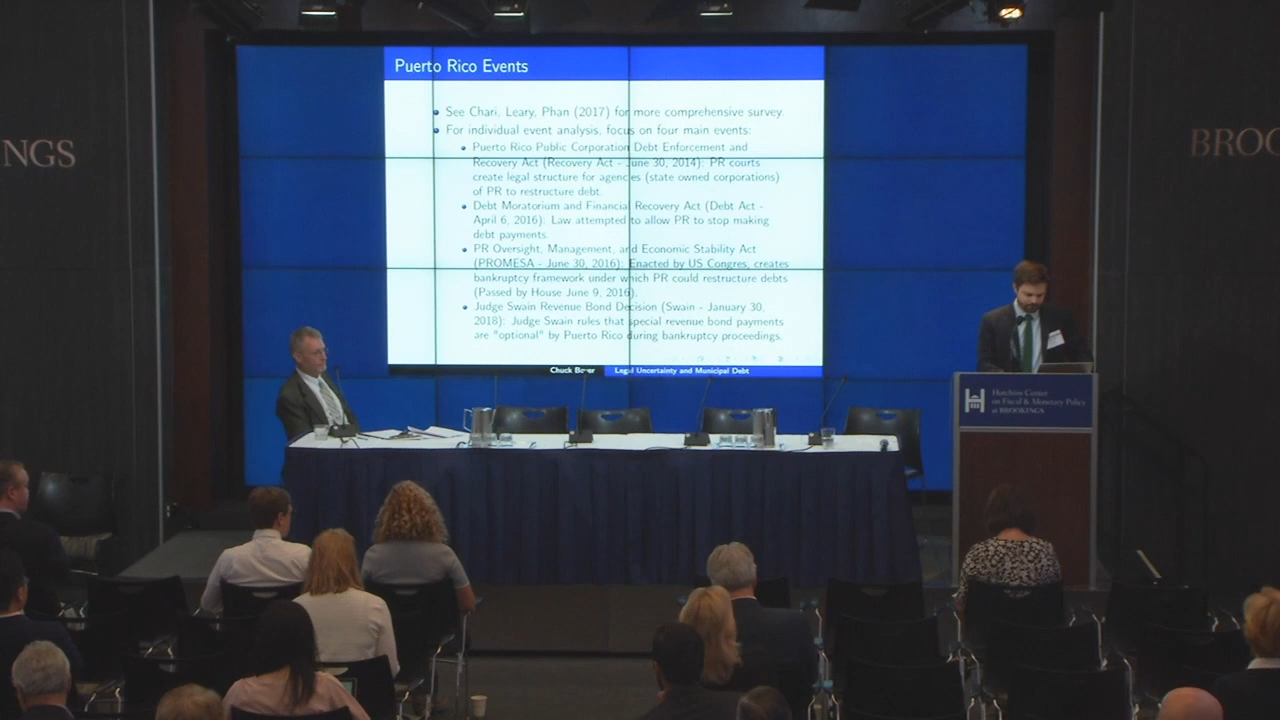 Puerto Rico Events
See Chari, Leary, Phan (2017) for more comprehensive survey
For individual event analysis, focus on four main events:
Puerto Rico Public Corporation Debt Enforcement and
Recovery Act (Recovery Act - June 30, 2014): PR courts
create legal structure for agencies (state owned corporations)
of PR to restructure debt.
Debt Moratorium and Financial Recovery Act (Debt Act -
April 6, 2016): Law attempted to allow PR to stop making
debt payments.
PR Oversight, Management, and Economic Stability Act
(PROMESA - June 30, 2016): Enacted by US Congres, creates
bankruptcy framework under which PR could restructure debts
(Passed by House June 9, 2016).
Judge Swain Revenue Bond Decision (Swain - January 30,
2018): Judge Swain rules that special revenue bond payments
are "optional" by Puerto Rico during bankruptcy proceedings.
Chuck Legal Uncertainty and Municipal Debt
NGS
BROO
Hutchins Center
on Fiscal & Monetary Policy
at BROOKINGS